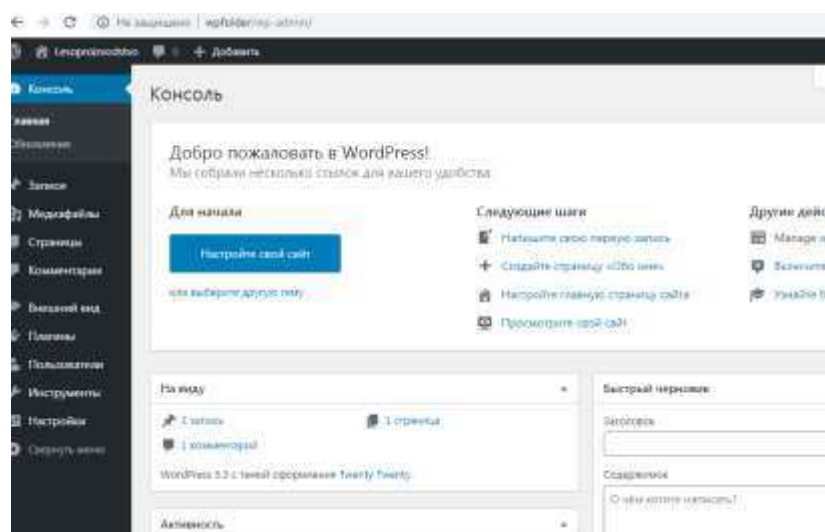 Не защищено | wpfolder/wp-admin/
Lesoproizvodstvo 0 + Добавить
Консоль
Главная
Обновления
Записи
Медиафайлы
Страницы
Комментарии
Внешний вид
Плагины
Пользователи
Инструменты
Настройки
Свернуть меню
Консоль
Добро пожаловать в WordPress!
Мы собрали несколько ссылок для вашего удобства:
Для начала
Настройте свой сайт
или выберите другую тему
Следующие шаги
Напишите свою первую запись
Создайте страницу «Обо мне»
Настройте главную страницу сайта
Просмотрите свой сайт
Другие
Manage
Включите
Узнайте
На виду
1 страница
1 комментарий
WordPress 5.3 с темой оформления Twenty Twenty.
Активность
Быстрый черновик
Заголовок
Содержимое
О чём хотите написать?